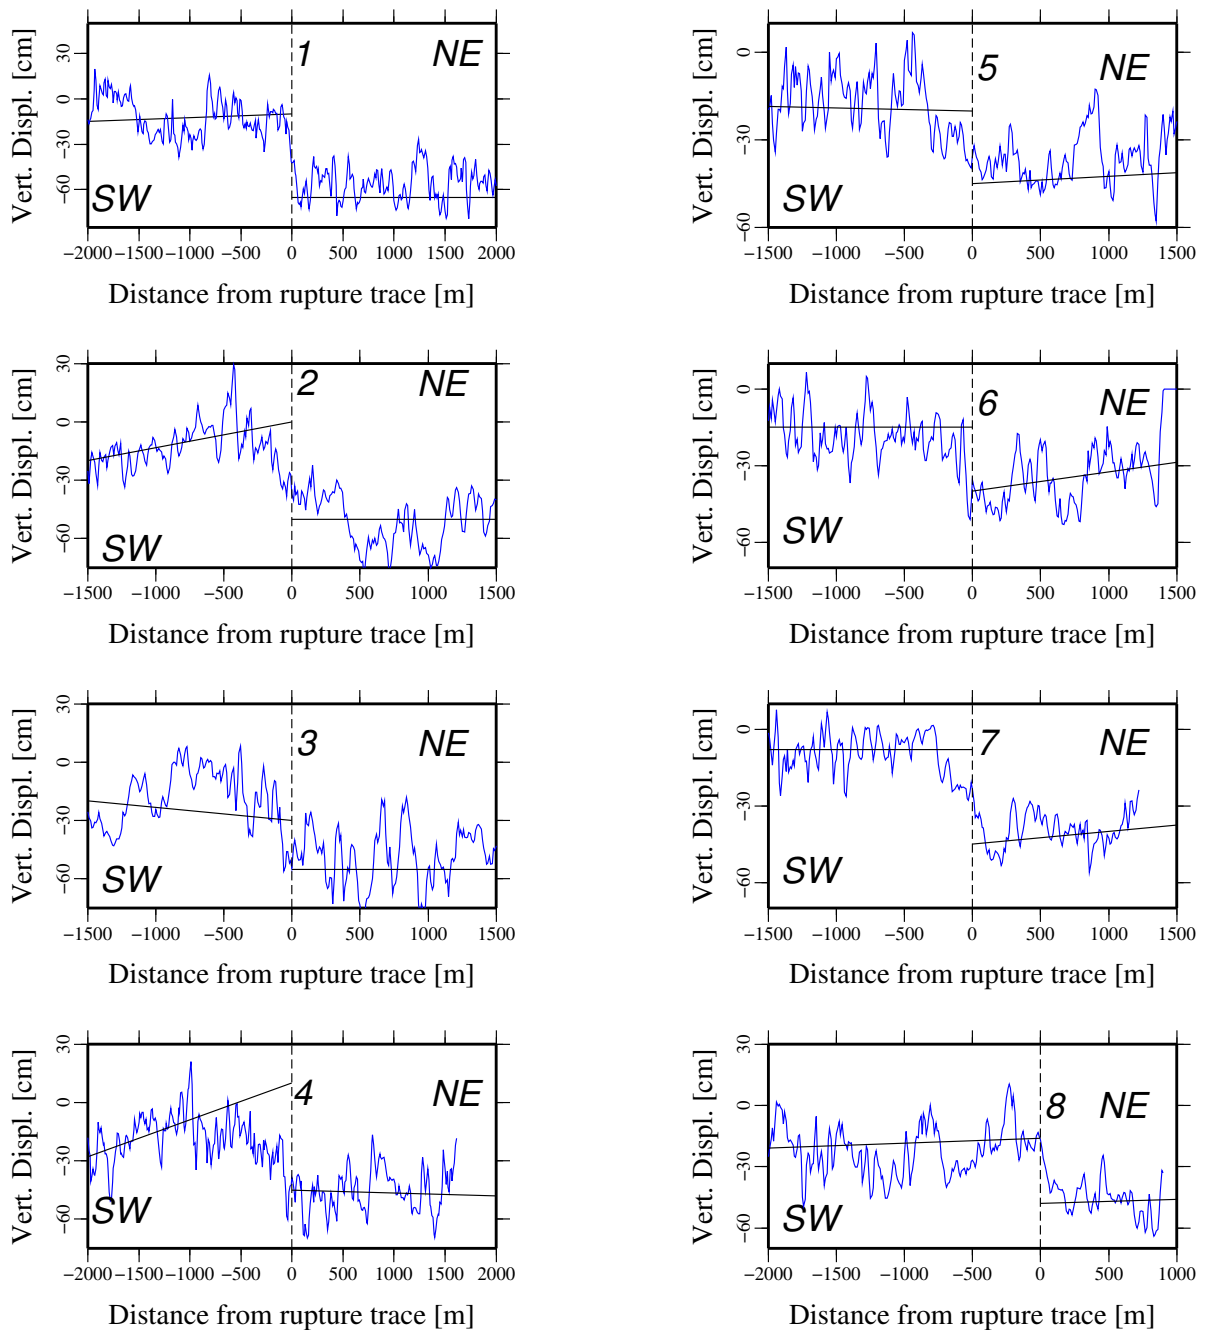 Vert. Displ. [cm]
30
0
−30
−60
1
NE
SW
−2000 −1500 −1000 −500 0 500 1000 1500 2000
Distance from rupture trace [m]
Vert. Displ. [cm]
0
−30
−60
5
NE
SW
−1500 −1000 −500 0 500 1000 1500
Distance from rupture trace [m]
Vert. Displ. [cm]
30
0
−30
−60
2
NE
SW
−1500 −1000 −500 0 500 1000 1500
Distance from rupture trace [m]
Vert. Displ. [cm]
0
−30
−60
6
NE
SW
−1500 −1000 −500 0 500 1000 1500
Distance from rupture trace [m]
Vert. Displ. [cm]
30
0
−30
−60
3
NE
SW
−1500 −1000 −500 0 500 1000 1500
Distance from rupture trace [m]
Vert. Displ. [cm]
0
−30
−60
7
NE
SW
−1500 −1000 −500 0 500 1000 1500
Distance from rupture trace [m]
Vert. Displ. [cm]
30
0
−30
−60
4
NE
SW
−2000 −1500 −1000 −500 0 500 1000 1500 2000
Distance from rupture trace [m]
Vert. Displ. [cm]
30
0
−30
−60
8
NE
SW
−2000 −1500 −1000 −500 0 500 1000
Distance from rupture trace [m]